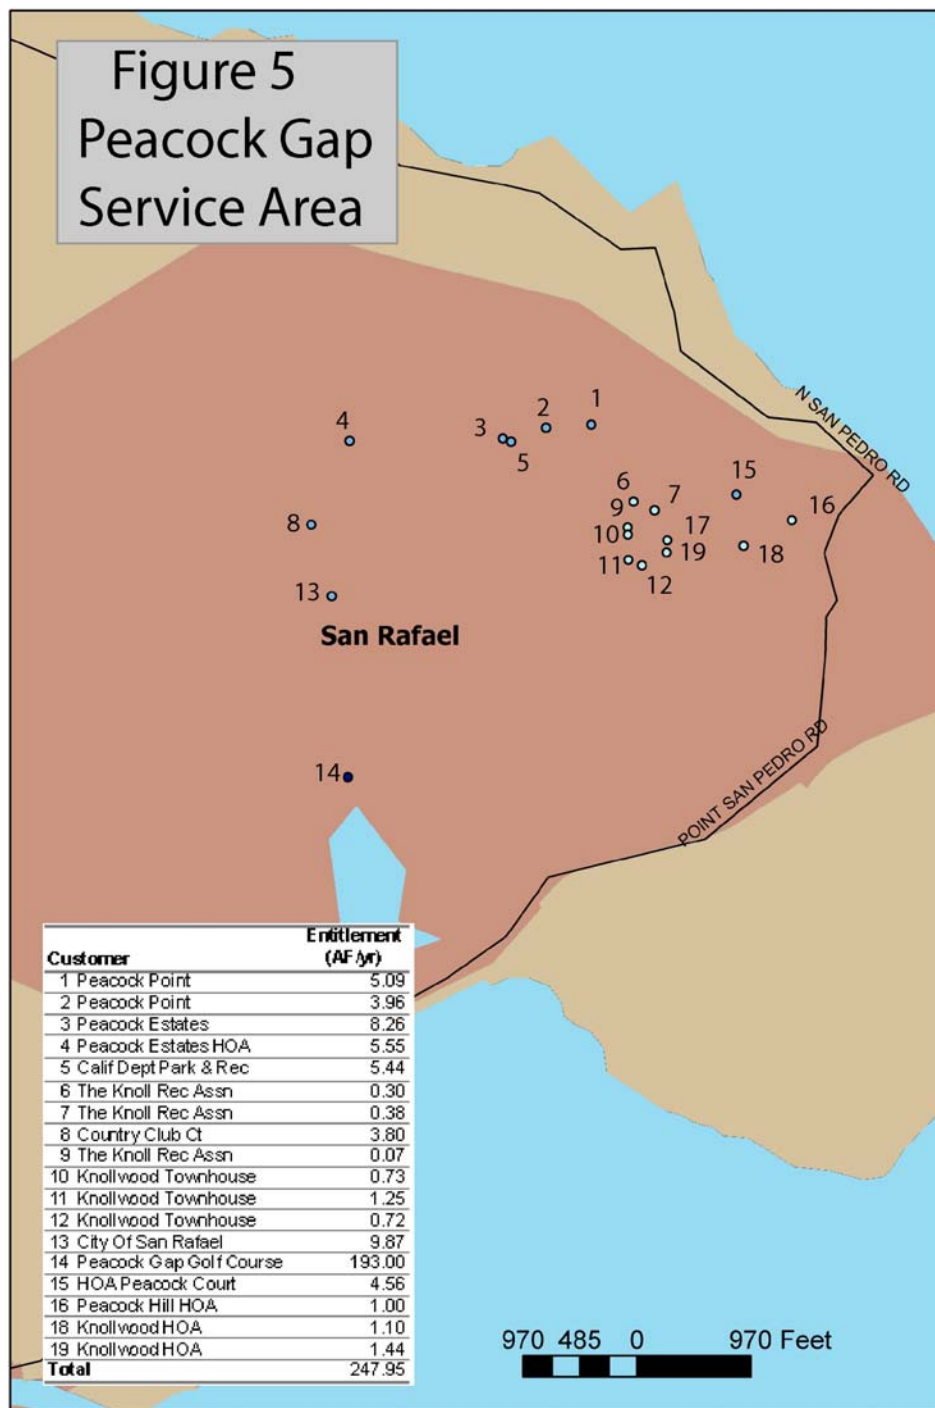 Figure 5
Peacock Gap
Service Area
N SAN PEDRO RD
1
2
3
4
5
15
6
7
16
9
8
17
10
18
19
11
12
13
San Rafael
POINT SAN PEDRO RD
14
Customer Entitlement (AF/yr)
1 Peacock Point 5.09
2 Peacock Point 3.96
3 Peacock Estates 8.26
4 Peacock Estates HOA 5.55
5 Calif Dept Park & Rec 5.44
6 The Knoll Rec Assn 0.30
7 The Knoll Rec Assn 0.38
8 Country Club Ct 3.80
9 The Knoll Rec Assn 0.07
10 Knollwood Townhouse 0.73
11 Knollwood Townhouse 1.25
12 Knollwood Townhouse 0.72
13 City Of San Rafael 9.87
14 Peacock Gap Golf Course 193.00
15 HOA Peacock Court 4.56
16 Peacock Hill HOA 1.00
18 Knollwood HOA 1.10
19 Knollwood HOA 1.44
Total 247.95
970 485 0 970 Feet